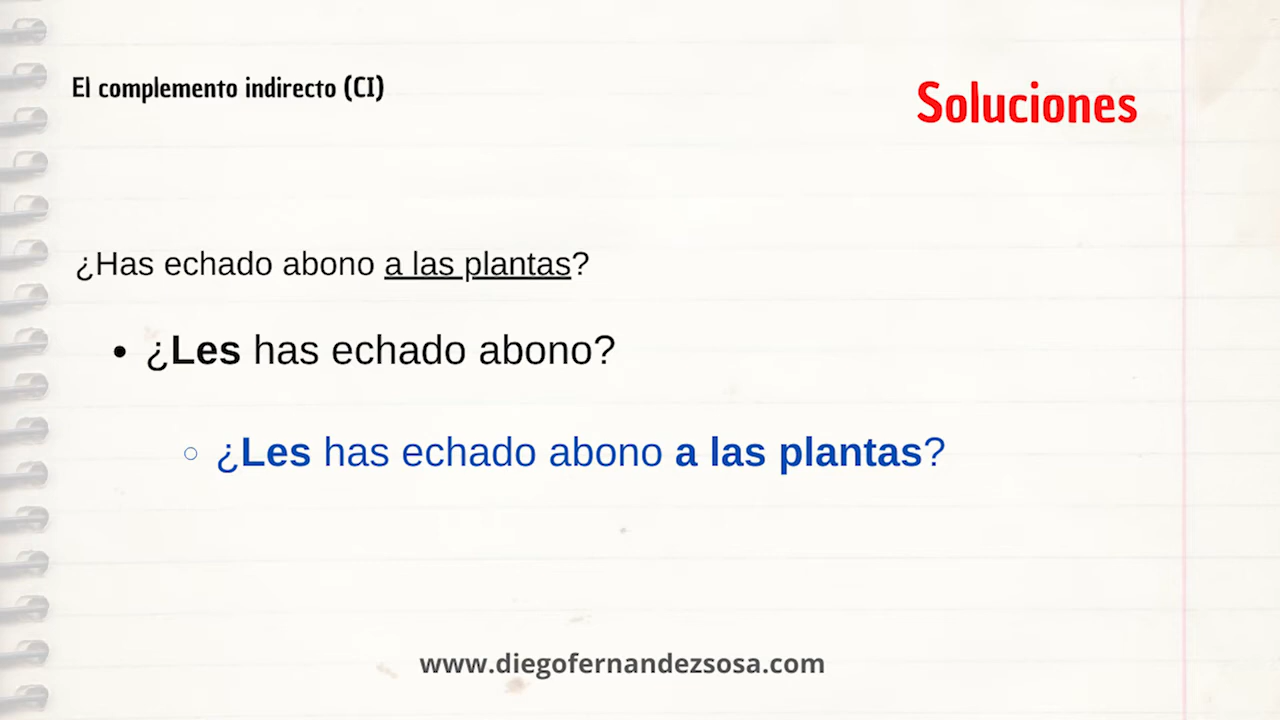 El complemento indirecto (CI)
Soluciones
¿Has echado abono a las plantas?
• ¿Les has echado abono?
◦ ¿Les has echado abono a las plantas?
www.diegofernandezsosa.com